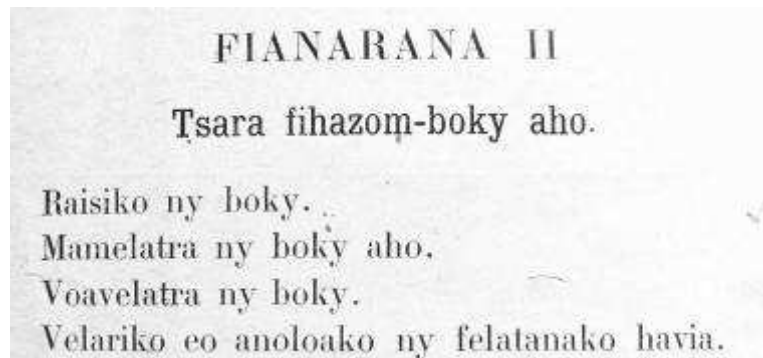 FIANARANA II
Tsara fihazom-boky aho.
Raisiko ny boky.
Mamelatra ny boky aho.
Voavelatra ny boky.
Velariko eo anoloako ny felatanako havia.